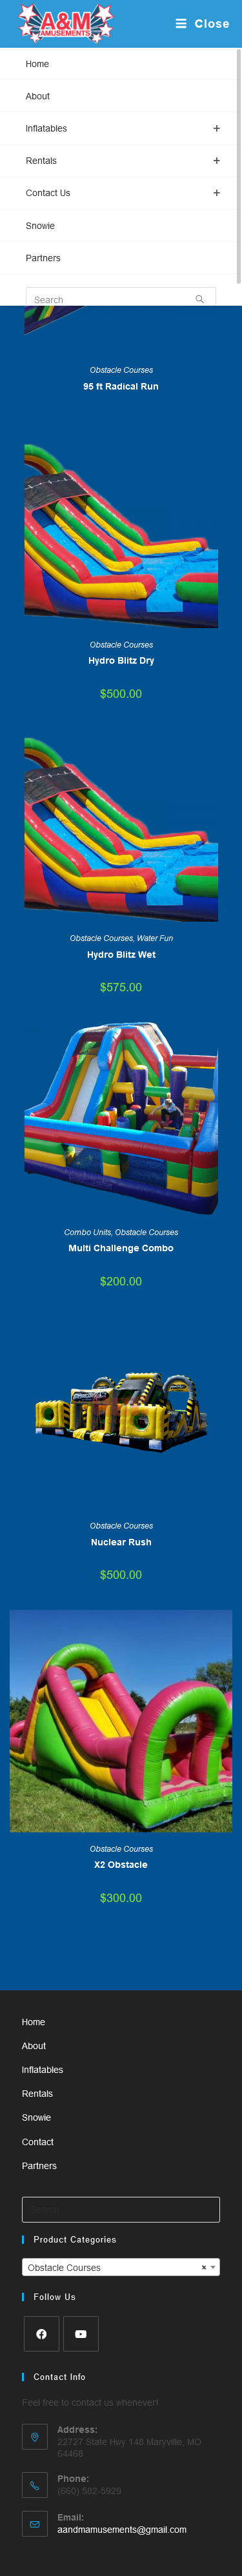 A&M
AMUSEMENTS
Close
Home
About
Inflatables
Rentals
Contact Us
Snowie
Partners
Search
Obstacle Courses
95 ft Radical Run
Obstacle Courses
Hydro Blitz Dry
$500.00
Obstacle Courses, Water Fun
Hydro Blitz Wet
$575.00
Combo Units, Obstacle Courses
Multi Challenge Combo
$200.00
Obstacle Courses
Nuclear Rush
$500.00
Obstacle Courses
X2 Obstacle
$300.00
Home
About
Inflatables
Rentals
Snowie
Contact
Partners
Product Categories
Obstacle Courses ×
Follow Us
Contact Info
Feel free to contact us whenever!
Address:
22727 State Hwy 148 Maryville, MO
64468
Phone:
(660) 582-5929
Email:
aandmamusements@gmail.com